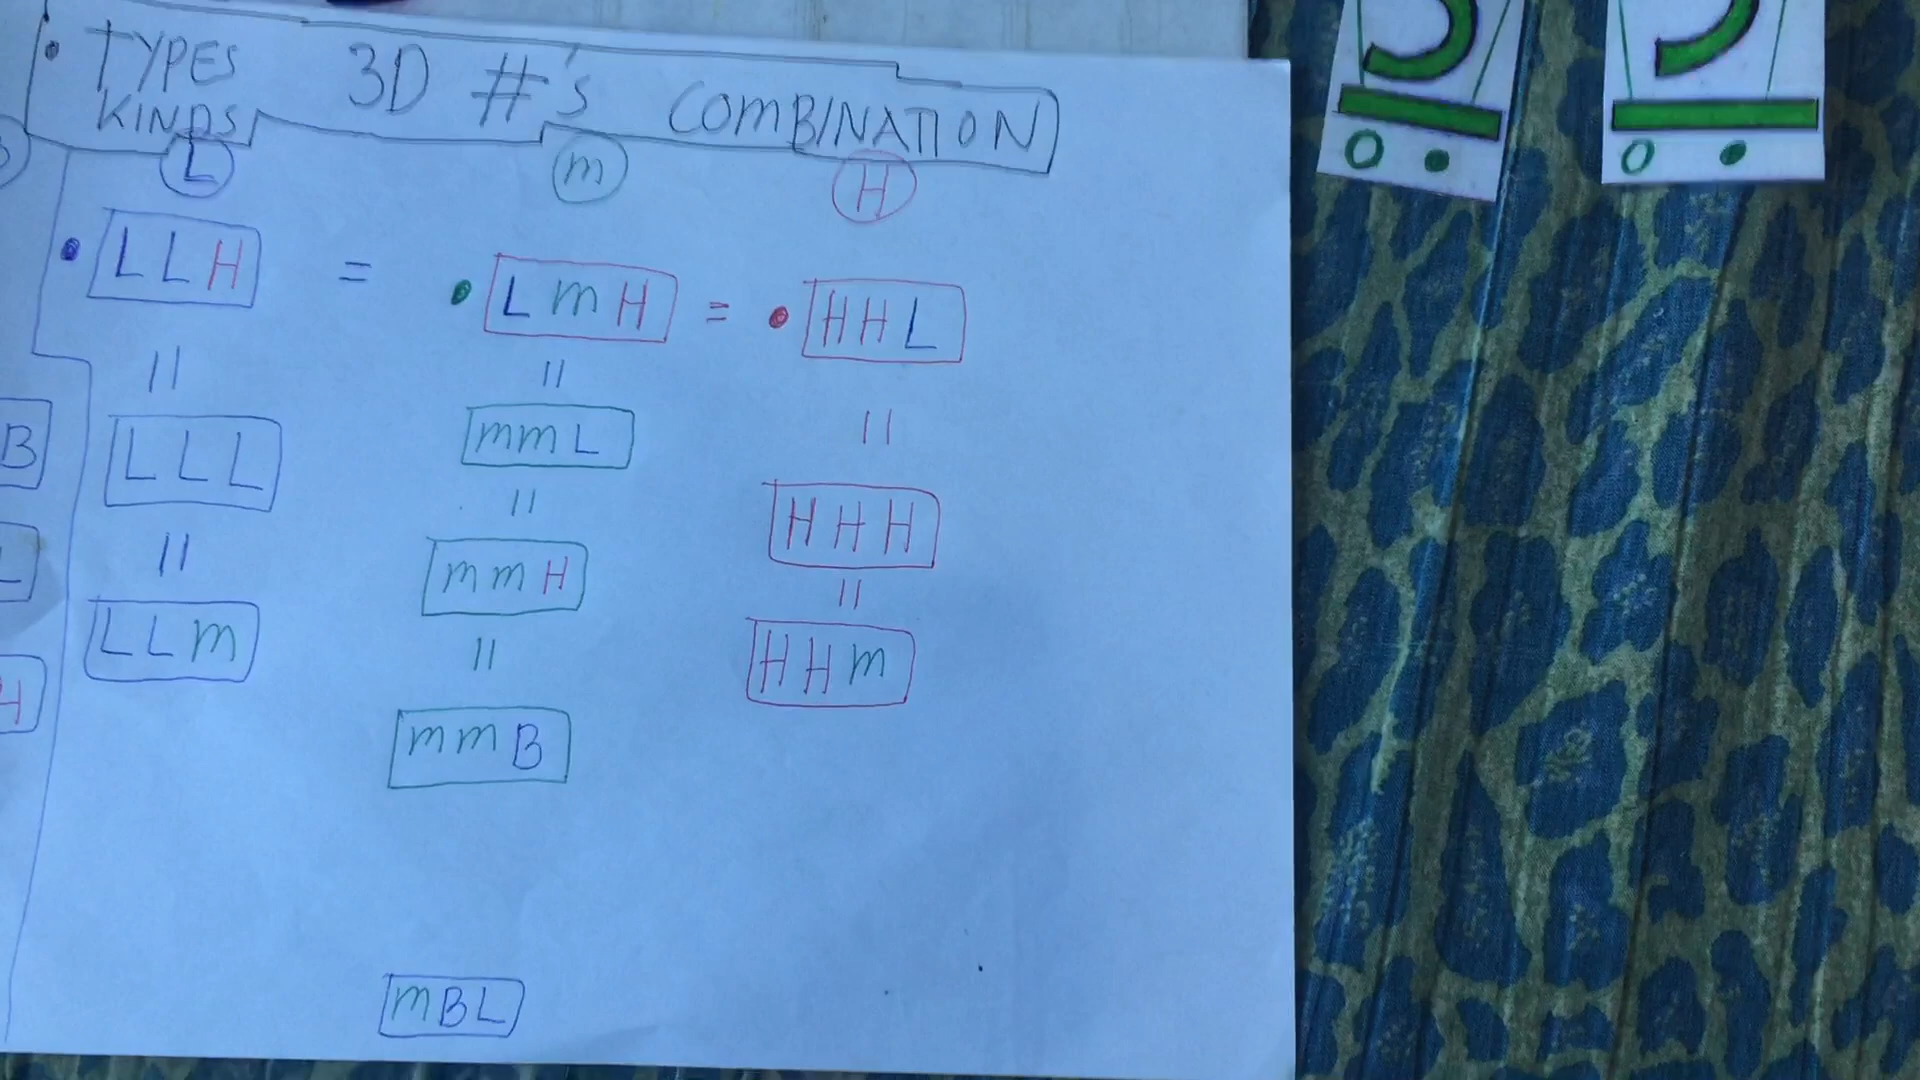 • TYPES 3D #'s COMBINATION
KINDS
L m H
• LLH = • LmH = • HHL
= = =
LLL mmL HHH
= = =
LLm mmH HHm
=
mmB
mBL
B
L
H
O •
O •